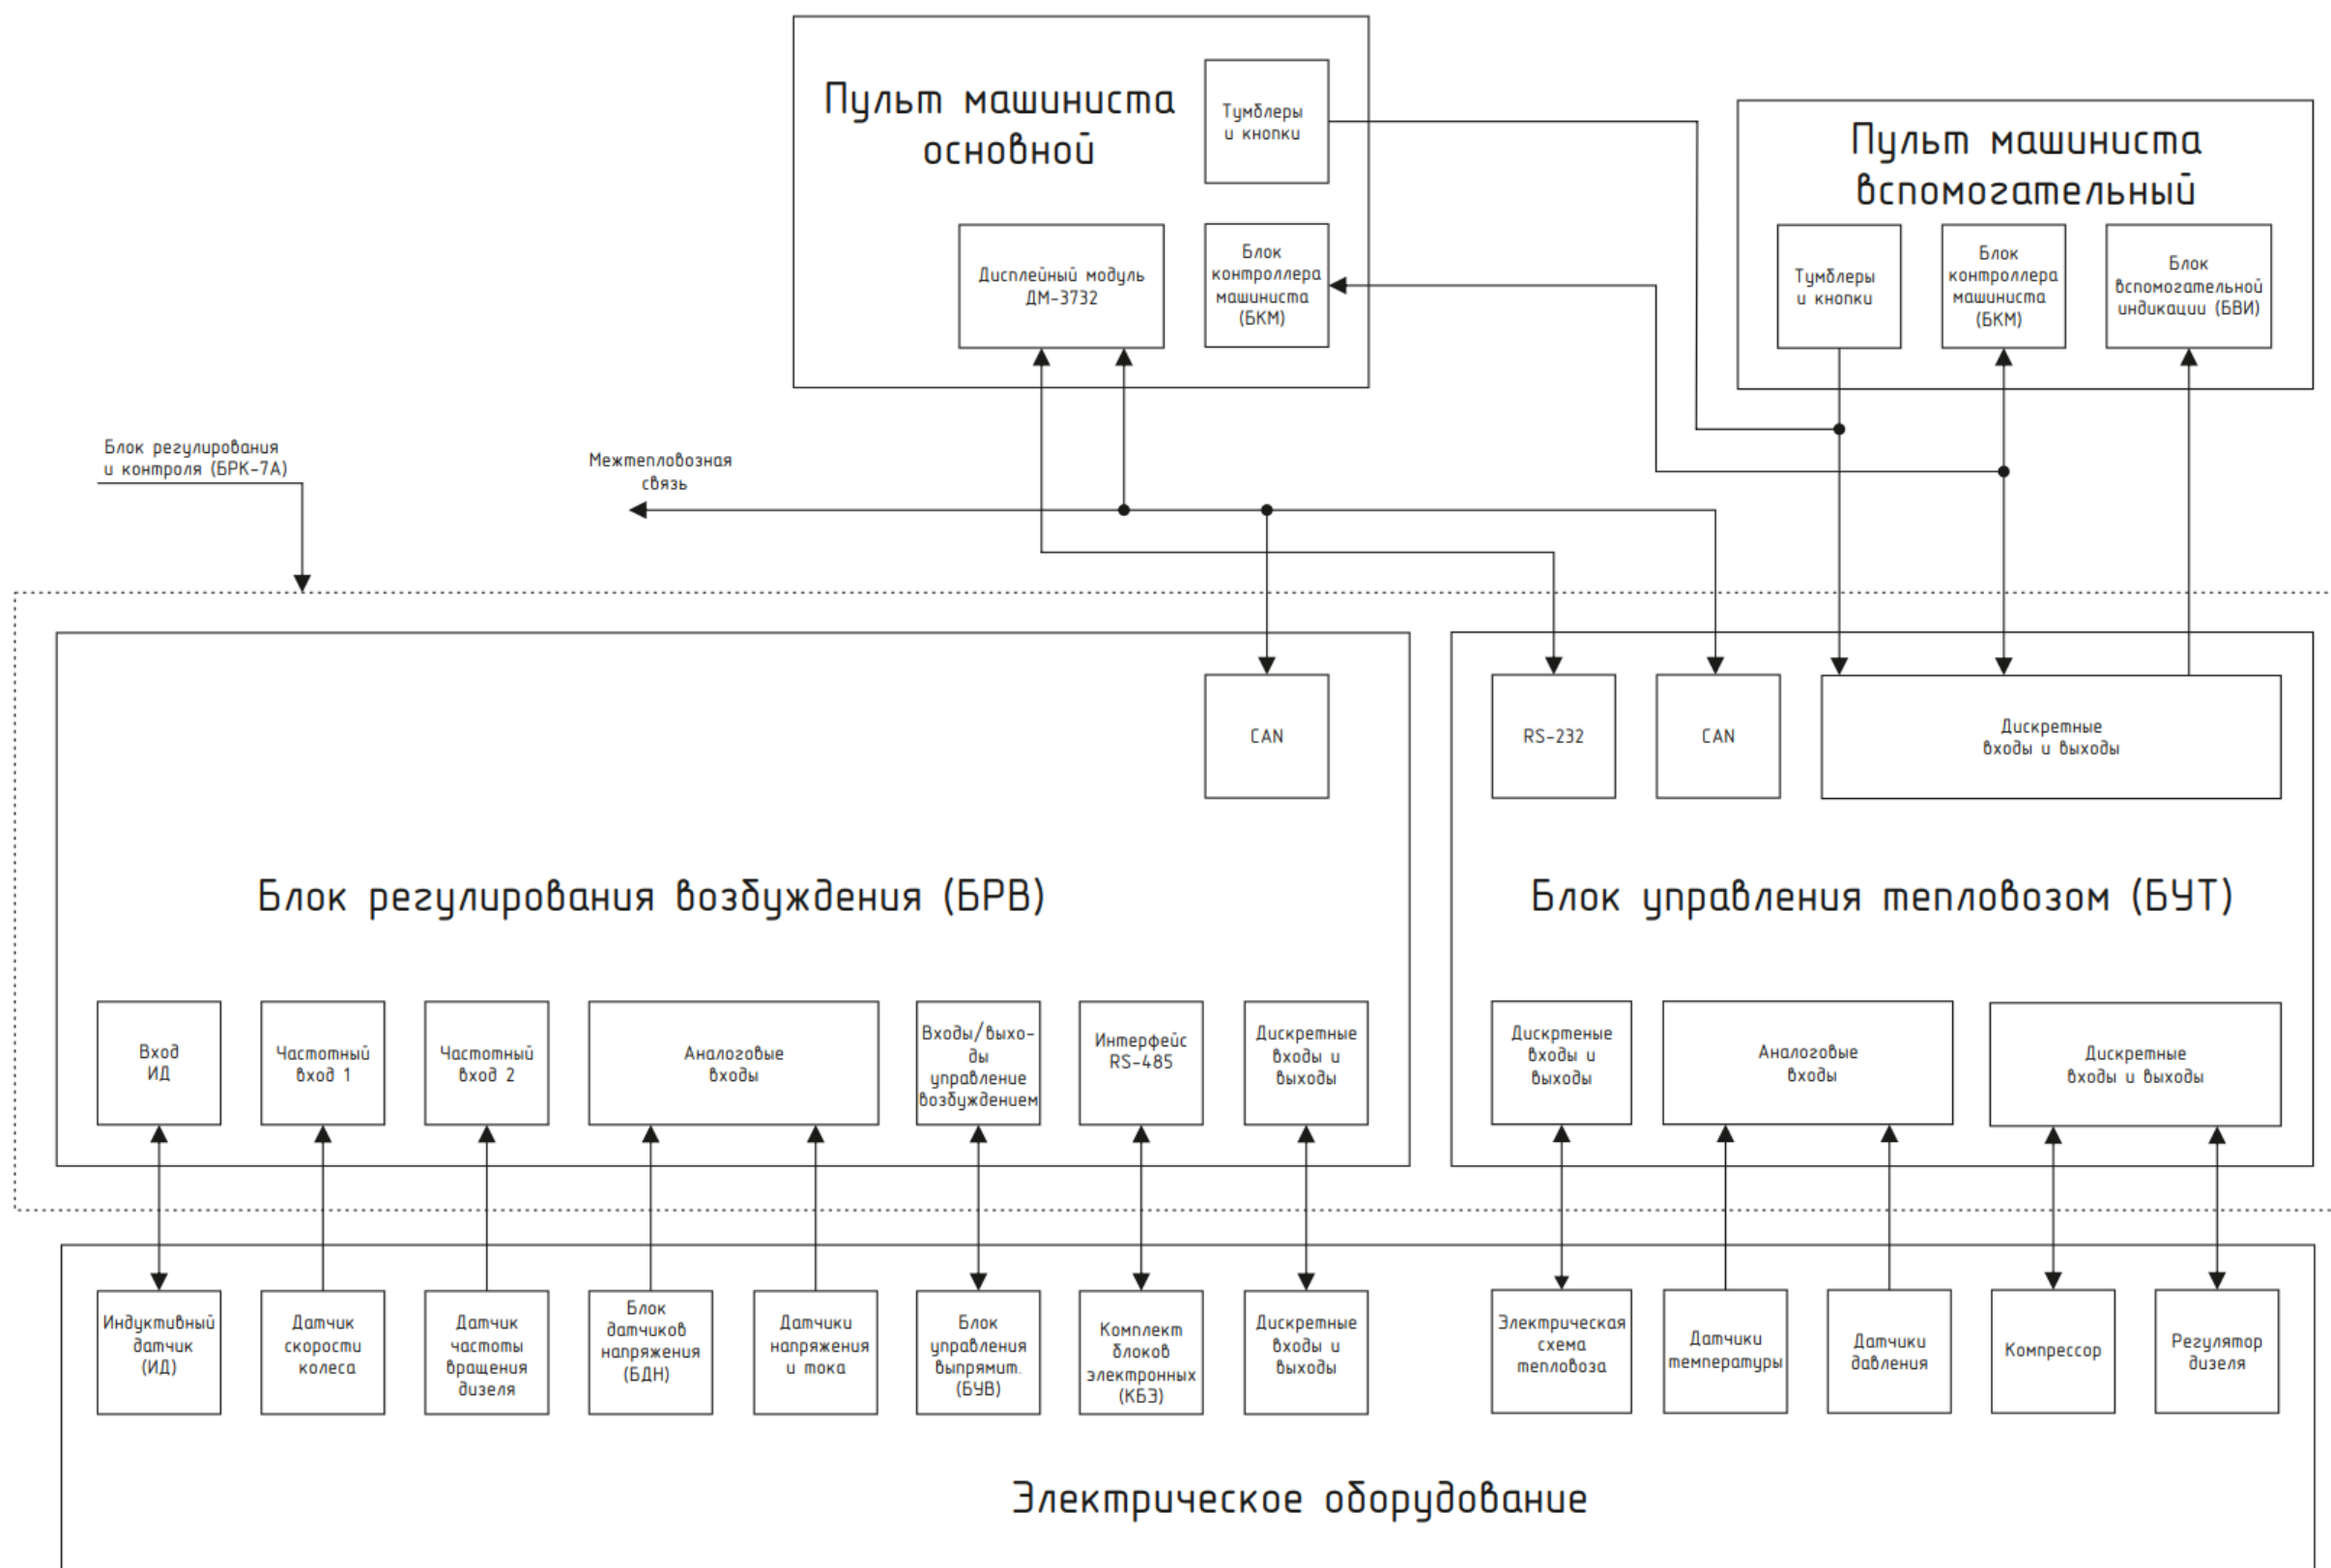 Пульт машиниста
основной
Тумблеры
и кнопки
Дисплейный модуль
ДМ-3732
Блок
контроллера
машиниста
(БКМ)
Пульт машиниста
вспомогательный
Тумблеры
и кнопки
Блок
контроллера
машиниста
(БКМ)
Блок
вспомогательной
индикации (БВИ)
Блок регулирования
и контроля (БРК-7А)
Межтепловозная
связь
CAN
RS-232
CAN
Дискретные
входы и выходы
Блок регулирования возбуждения (БРВ)
Блок управления тепловозом (БУТ)
Вход
ИД
Частотный
вход 1
Частотный
вход 2
Аналоговые
входы
Входы/выхо-
ды
управление
возбуждением
Интерфейс
RS-485
Дискретные
входы и
выходы
Дискртеные
входы и
выходы
Аналоговые
входы
Дискретные
входы и выходы
Индуктивный
датчик
(ИД)
Датчик
скорости
колеса
Датчик
частоты
вращения
дизеля
Блок
датчиков
напряжения
(БДН)
Датчики
напряжения
и тока
Блок
управления
выпрямит.
(БУВ)
Комплект
блоков
электронных
(КБЭ)
Дискретные
входы и
выходы
Электрическая
схема
тепловоза
Датчики
температуры
Датчики
давления
Компрессор
Регулятор
дизеля
Электрическое оборудование